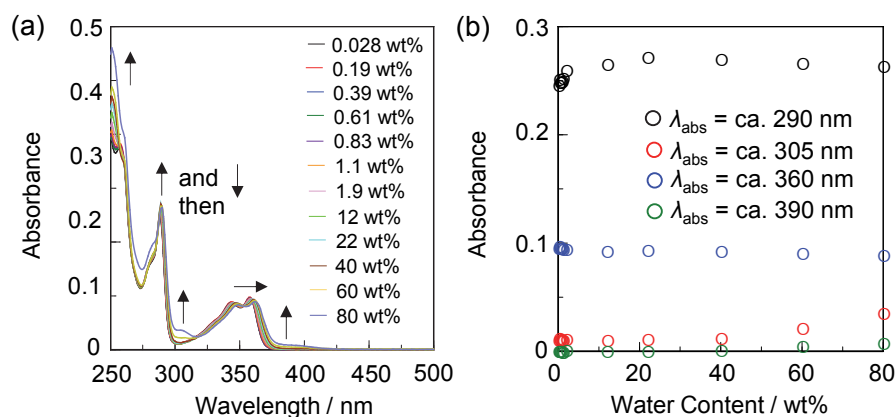 (a)
0.5
0.4
0.3
0.2
0.1
0
Absorbance
250 300 350 400 450 500
Wavelength / nm
and
then
0.028 wt%
0.19 wt%
0.39 wt%
0.61 wt%
0.83 wt%
1.1 wt%
1.9 wt%
12 wt%
22 wt%
40 wt%
60 wt%
80 wt%
(b)
0.3
0.2
0.1
0
Absorbance
0 20 40 60 80
Water Content / wt%
λabs = ca. 290 nm
λabs = ca. 305 nm
λabs = ca. 360 nm
λabs = ca. 390 nm